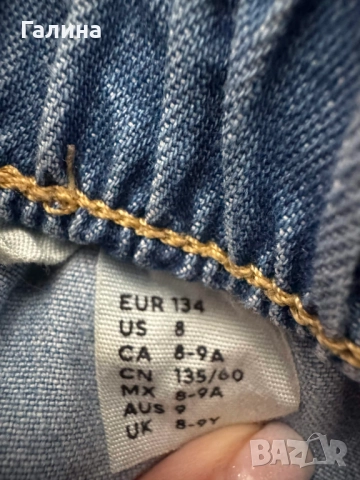 Галина
EUR 134
US 8
CA 8-9A
CN 135/60
MX 8-9A
AUS 9
UK 8-9Y
BAZAR